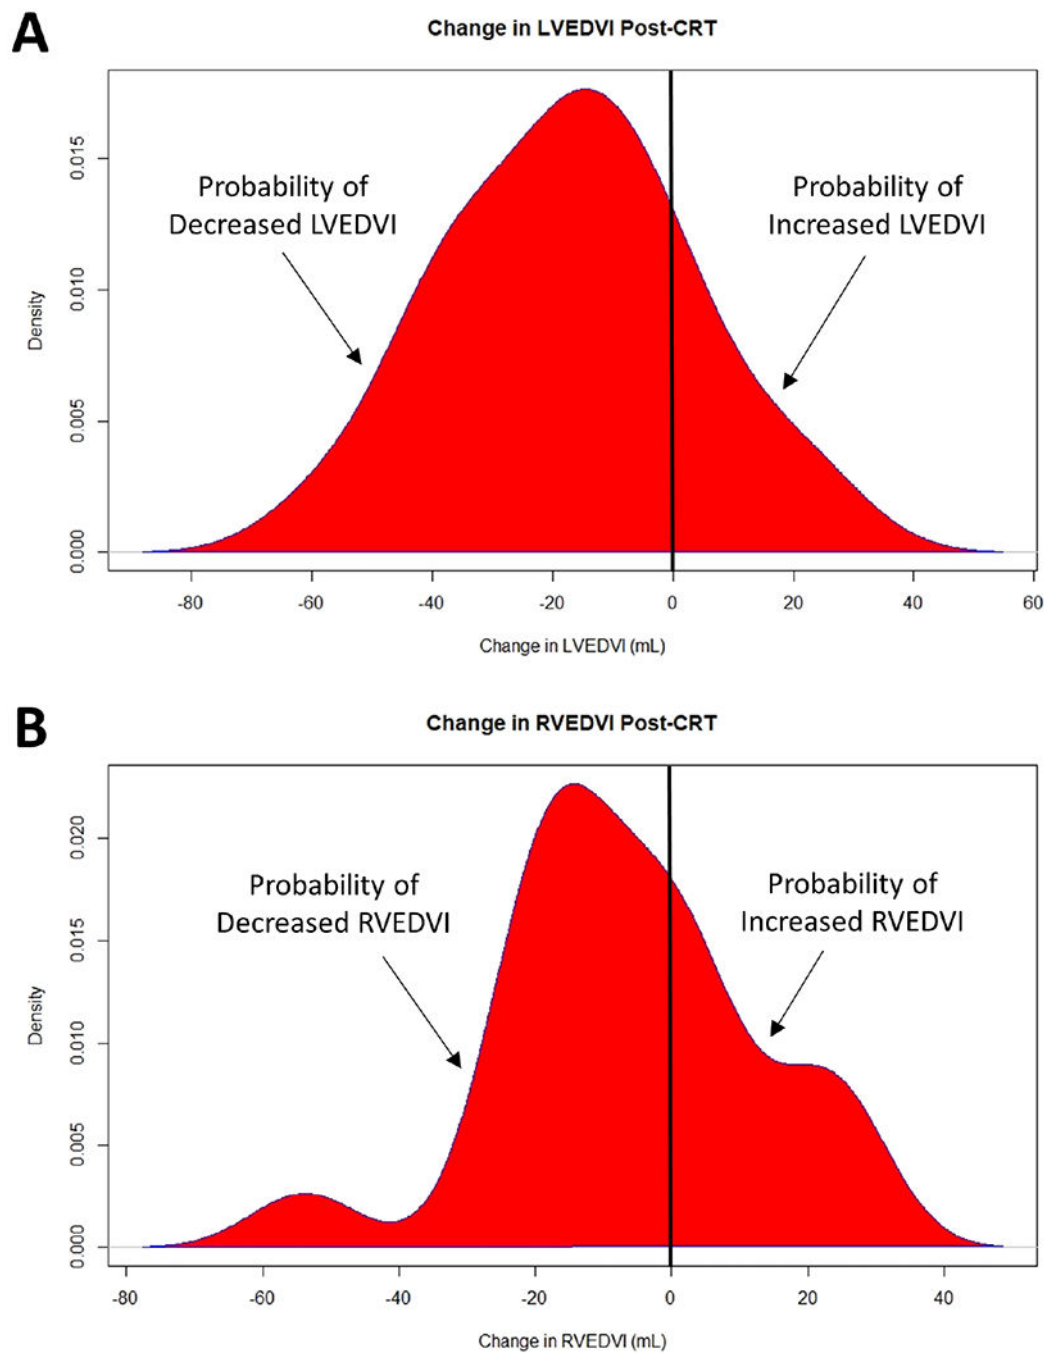 A
Change in LVEDVI Post-CRT
Probability of
Decreased LVEDVI
Probability of
Increased LVEDVI
Density
0.015
0.010
0.005
0.000
-80 -60 -40 -20 0 20 40 60
Change in LVEDVI (mL)
B
Change in RVEDVI Post-CRT
Probability of
Decreased RVEDVI
Probability of
Increased RVEDVI
Density
0.020
0.015
0.010
0.005
0.000
-80 -60 -40 -20 0 20 40
Change in RVEDVI (mL)